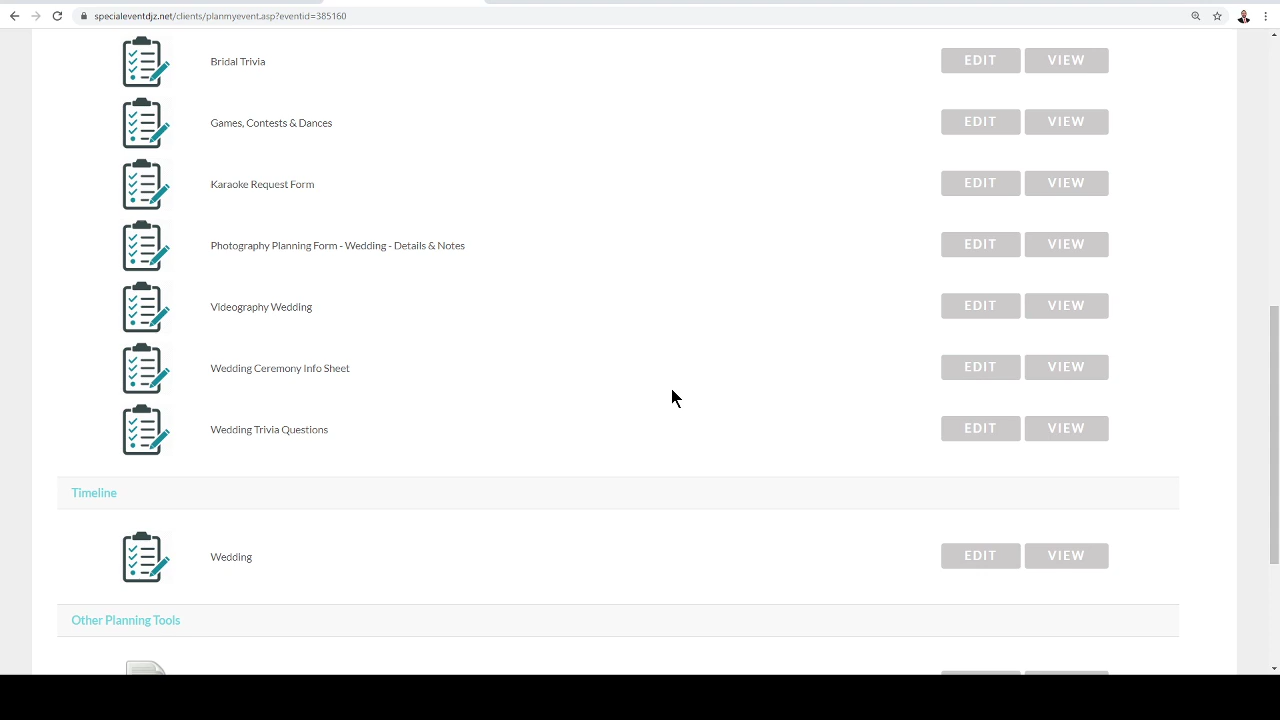 specialeventdjz.net/clients/planmyevent.asp?eventid=385160
Bridal Trivia EDIT VIEW
Games, Contests & Dances EDIT VIEW
Karaoke Request Form EDIT VIEW
Photography Planning Form - Wedding - Details & Notes EDIT VIEW
Videography Wedding EDIT VIEW
Wedding Ceremony Info Sheet EDIT VIEW
Wedding Trivia Questions EDIT VIEW
Timeline
Wedding EDIT VIEW
Other Planning Tools